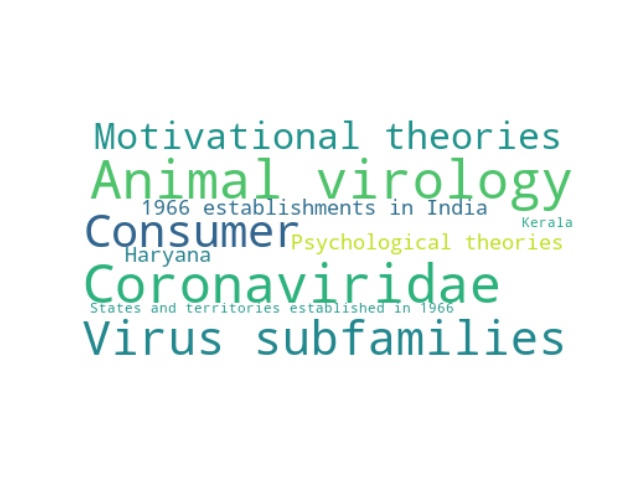 Motivational theories
Animal virology
1966 establishments in India
Kerala
Consumer
Psychological theories
Haryana
Coronaviridae
States and territories established in 1966
Virus subfamilies